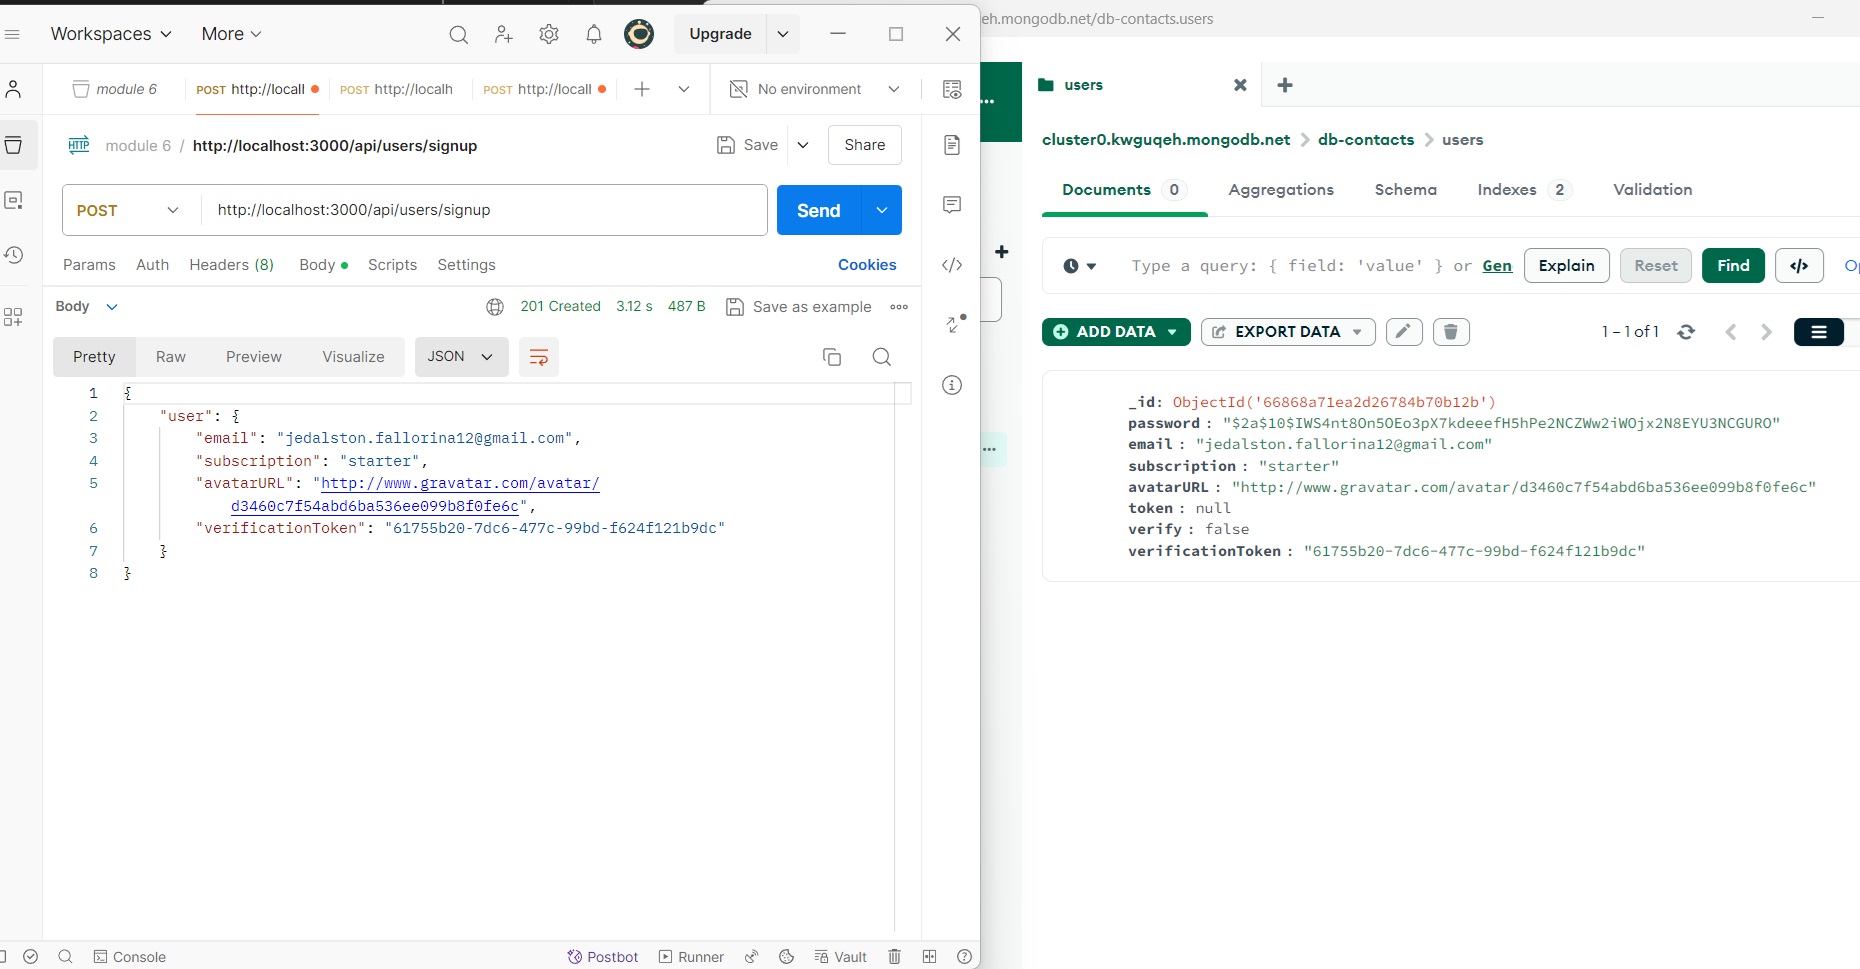 Workspaces
More
Upgrade
module 6
POST http://locall
POST http://localh
POST http://locall
No environment
HTTP
module 6 / http://localhost:3000/api/users/signup
Save
Share
POST
http://localhost:3000/api/users/signup
Send
Params
Auth
Headers (8)
Body
Scripts
Settings
Cookies
Body
201 Created
3.12 s
487 B
Save as example
Pretty
Raw
Preview
Visualize
JSON
1 {
2 "user": {
3 "email": "jedalston.fallorina12@gmail.com",
4 "subscription": "starter",
5 "avatarURL": "http://www.gravatar.com/avatar/
d3460c7f54abd6ba536ee099b8f0fe6c",
6 "verificationToken": "61755b20-7dc6-477c-99bd-f624f121b9dc"
7 }
8 }
Console
Postbot
Runner
Vault
eh.mongodb.net/db-contacts.users
users
cluster0.kwguqeh.mongodb.net > db-contacts > users
Documents 0
Aggregations
Schema
Indexes 2
Validation
Type a query: { field: 'value' } or Gen
Explain
Reset
Find
</>
ADD DATA
EXPORT DATA
1 – 1 of 1
_id: ObjectId('66868a71ea2d26784b70b12b')
password : "$2a$10$IWS4nt8On5OEo3pX7kdeeefH5hPe2NCZWw2iWOjx2N8EYU3NCGURO"
email : "jedalston.fallorina12@gmail.com"
subscription : "starter"
avatarURL : "http://www.gravatar.com/avatar/d3460c7f54abd6ba536ee099b8f0fe6c"
token : null
verify : false
verificationToken : "61755b20-7dc6-477c-99bd-f624f121b9dc"